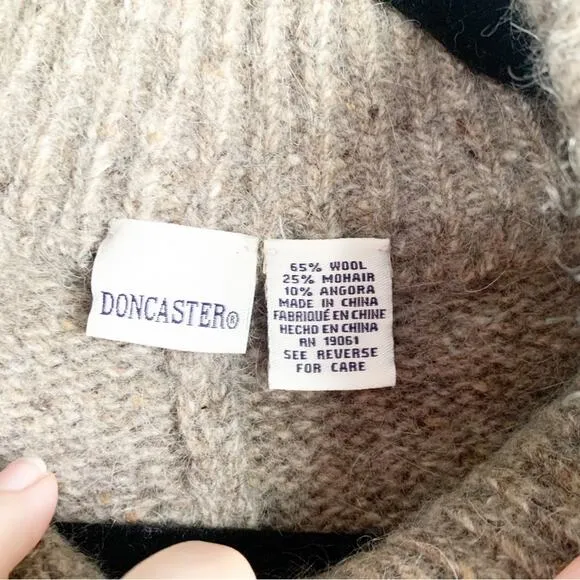 DONCASTER®
65% WOOL
25% MOHAIR
10% ANGORA
MADE IN CHINA
FABRIQUÉ EN CHINE
HECHO EN CHINA
RN 19061
SEE REVERSE
FOR CARE